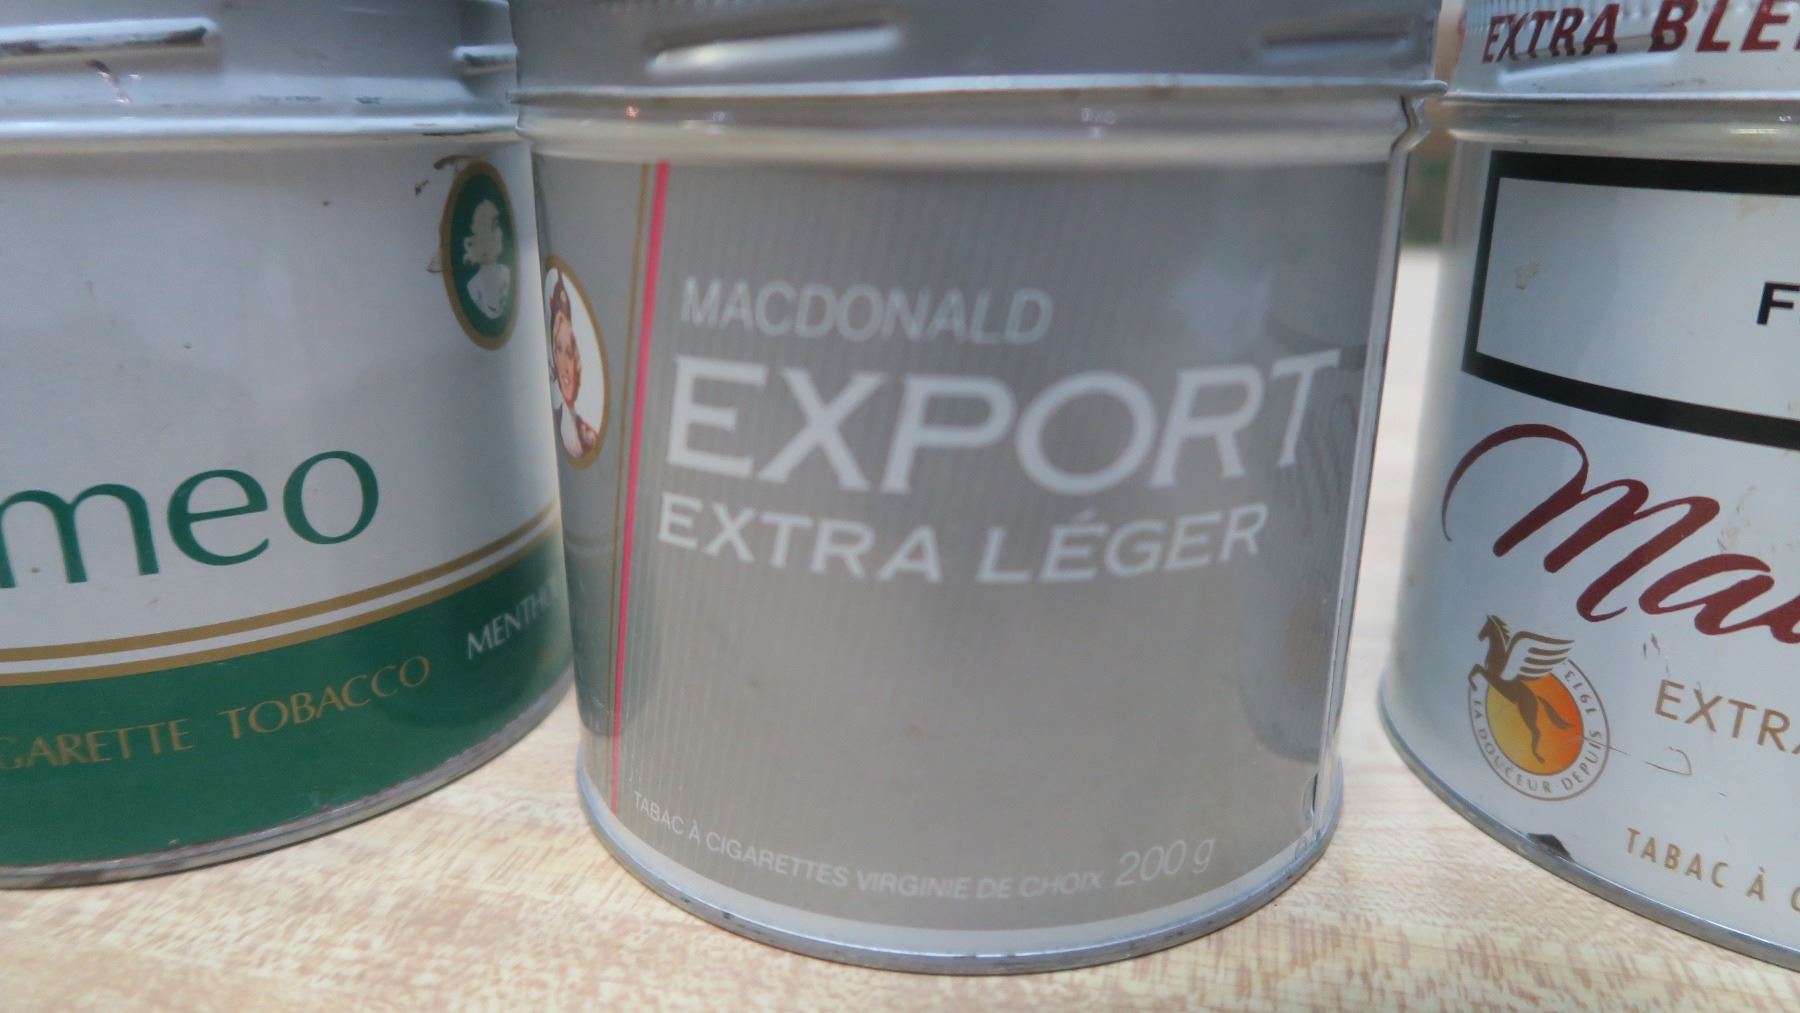 meo
GARETTE TOBACCO
MACDONALD
EXPORT
EXTRA LÉGER
TABAC À CIGARETTES VIRGINIE DE CHOIX 200 g
EXTRA
LA DOUCEUR DEPUIS 1913
EXTRA
TABAC À